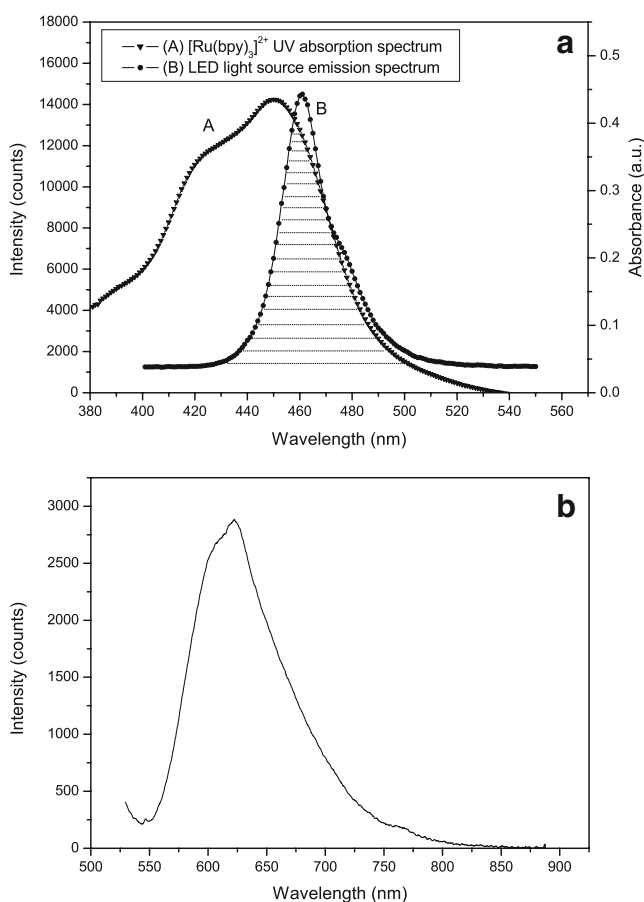 a
(A) [Ru(bpy)3]2+ UV absorption spectrum
(B) LED light source emission spectrum
A
B
Intensity (counts)
18000
16000
14000
12000
10000
8000
6000
4000
2000
0
0.5
0.4
0.3
0.2
0.1
0.0
Absorbance (a.u.)
380 400 420 440 460 480 500 520 540 560
Wavelength (nm)
b
Intensity (counts)
3000
2500
2000
1500
1000
500
0
500 550 600 650 700 750 800 850 900
Wavelength (nm)